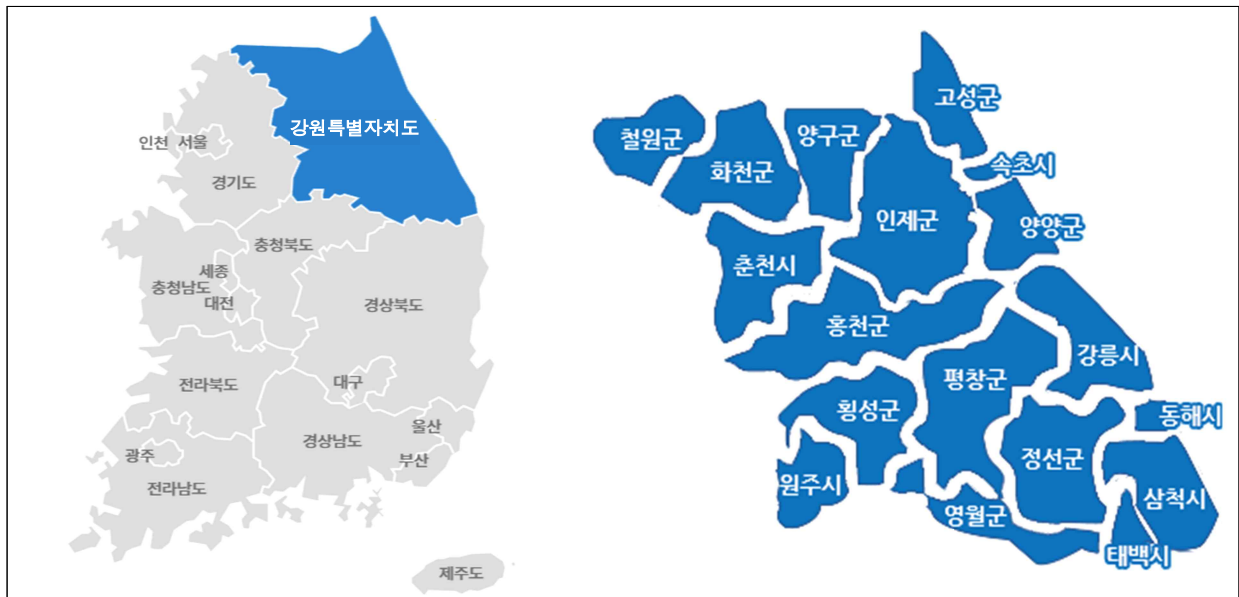 강원특별자치도
인천 서울
경기도
충청북도
세종
충청남도
대전
경상북도
전라북도
대구
울산
경상남도
광주
부산
전라남도
제주도
고성군
철원군
양구군
화천군
속초시
인제군
양양군
춘천시
홍천군
강릉시
평창군
횡성군
동해시
정선군
원주시
삼척시
영월군
태백시